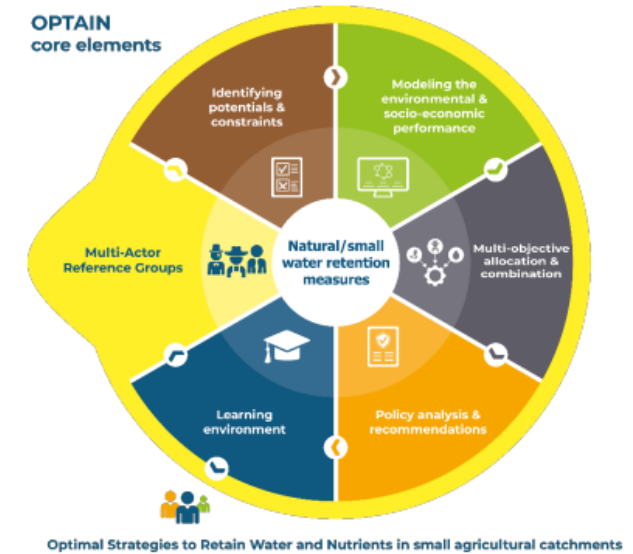 OPTAIN
core elements
Identifying
potentials &
constraints
Modeling the
environmental &
socio-economic
performance
Multi-Actor
Reference Groups
Natural/small
water retention
measures
Multi-objective
allocation &
combination
Learning
environment
Policy analysis &
recommendations
Optimal Strategies to Retain Water and Nutrients in small agricultural catchments